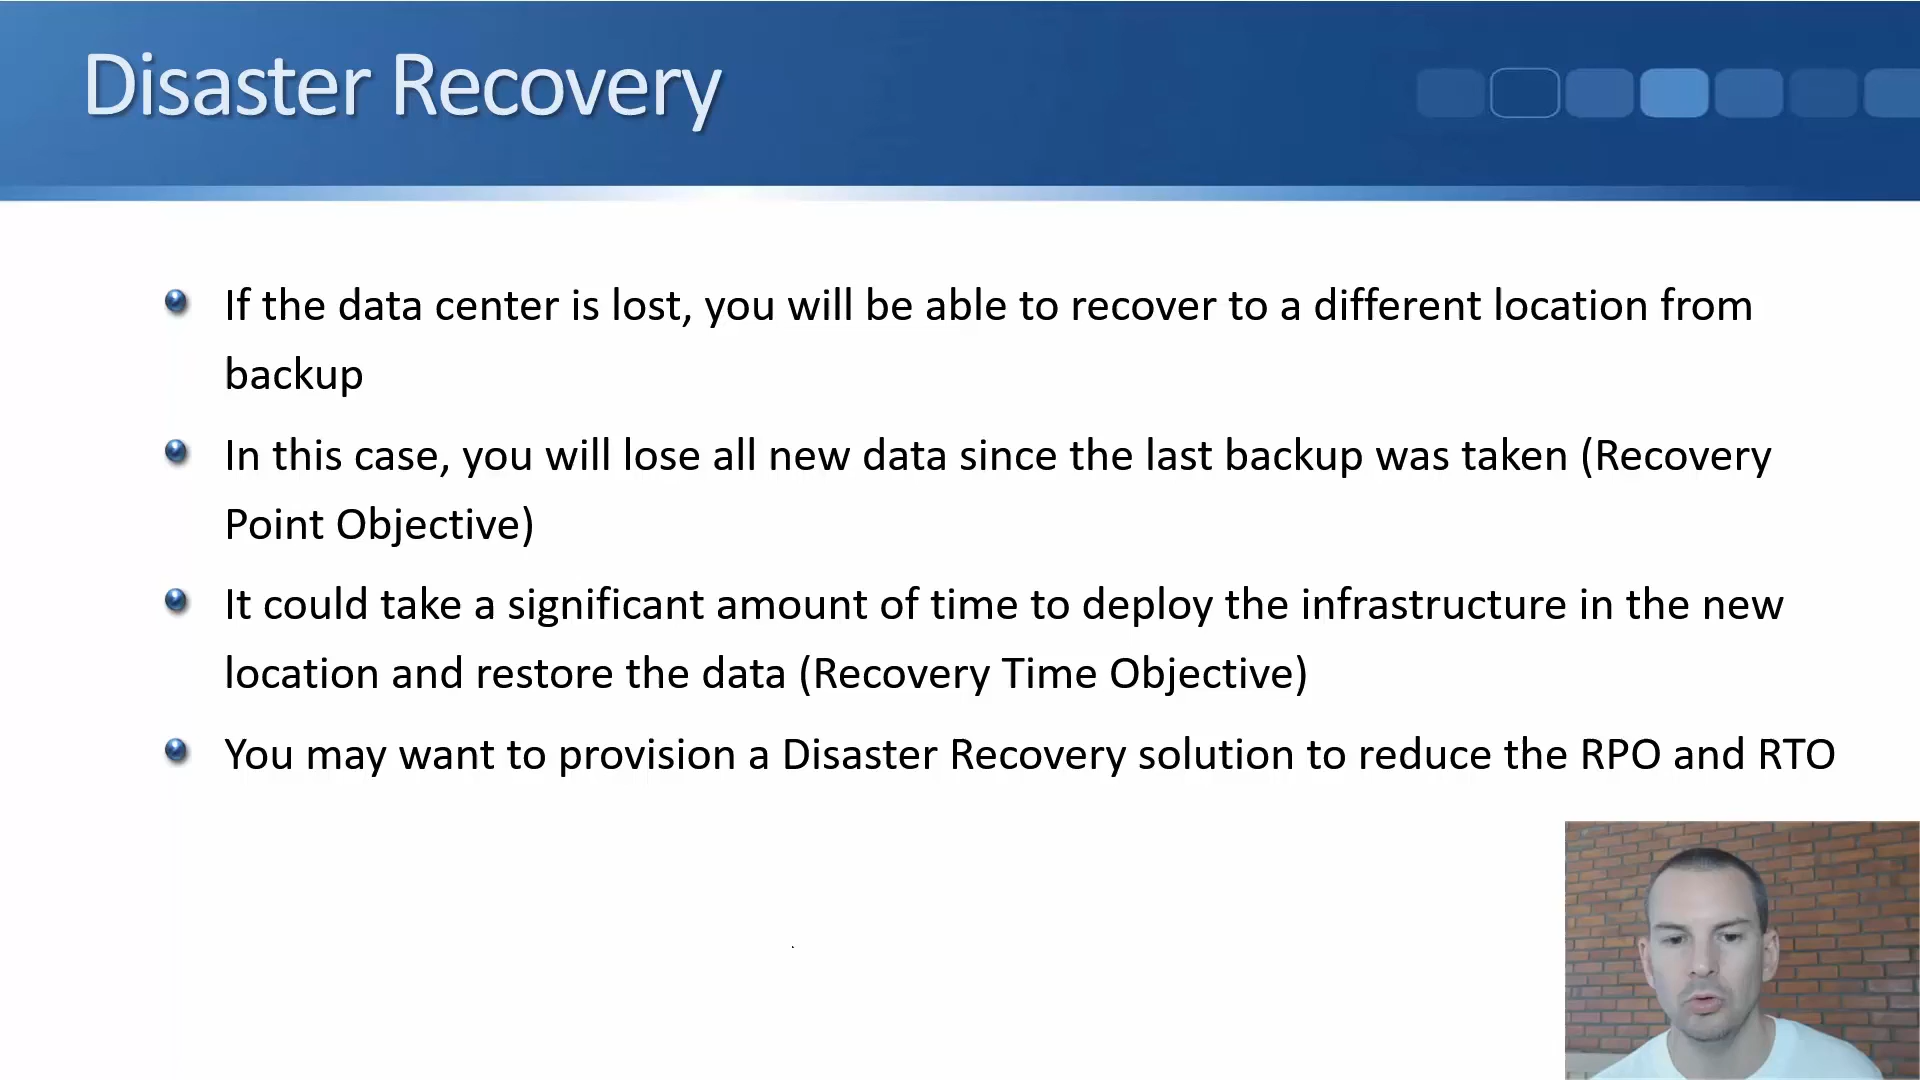 Disaster Recovery
If the data center is lost, you will be able to recover to a different location from
backup
In this case, you will lose all new data since the last backup was taken (Recovery
Point Objective)
It could take a significant amount of time to deploy the infrastructure in the new
location and restore the data (Recovery Time Objective)
You may want to provision a Disaster Recovery solution to reduce the RPO and RTO